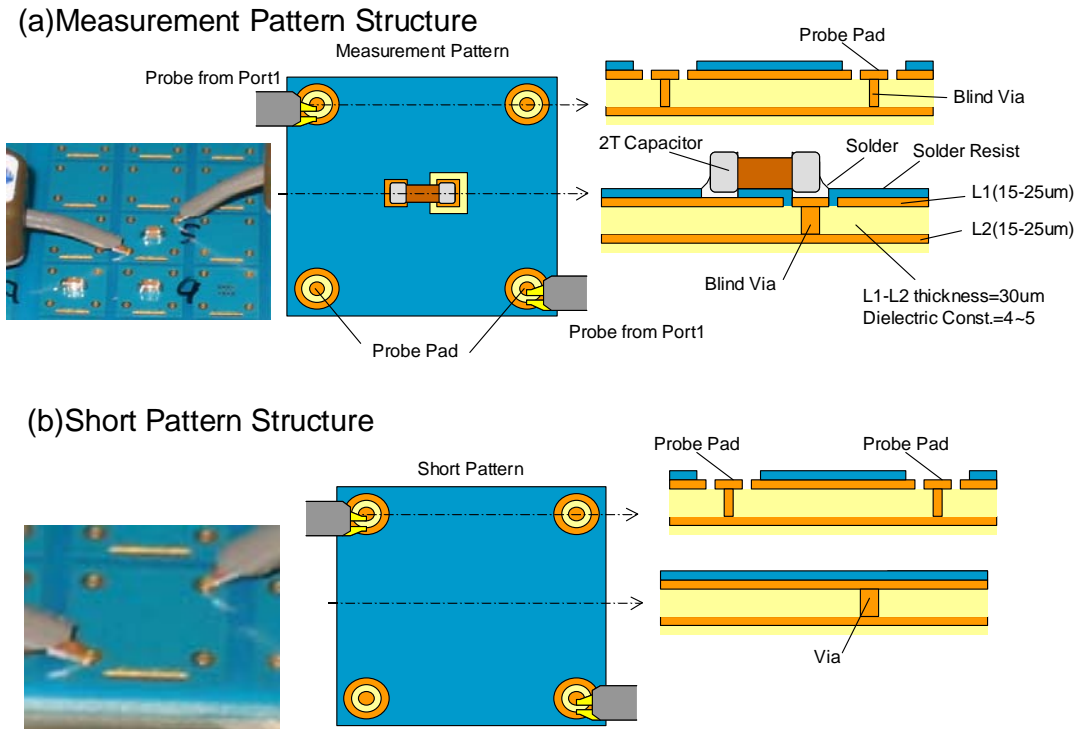 (a)Measurement Pattern Structure
Measurement Pattern
Probe from Port1
Probe Pad
Blind Via
2T Capacitor
Solder
Solder Resist
L1(15-25um)
L2(15-25um)
Blind Via
L1-L2 thickness=30um
Dielectric Const.=4~5
Probe from Port1
Probe Pad
(b)Short Pattern Structure
Short Pattern
Probe Pad
Probe Pad
Via